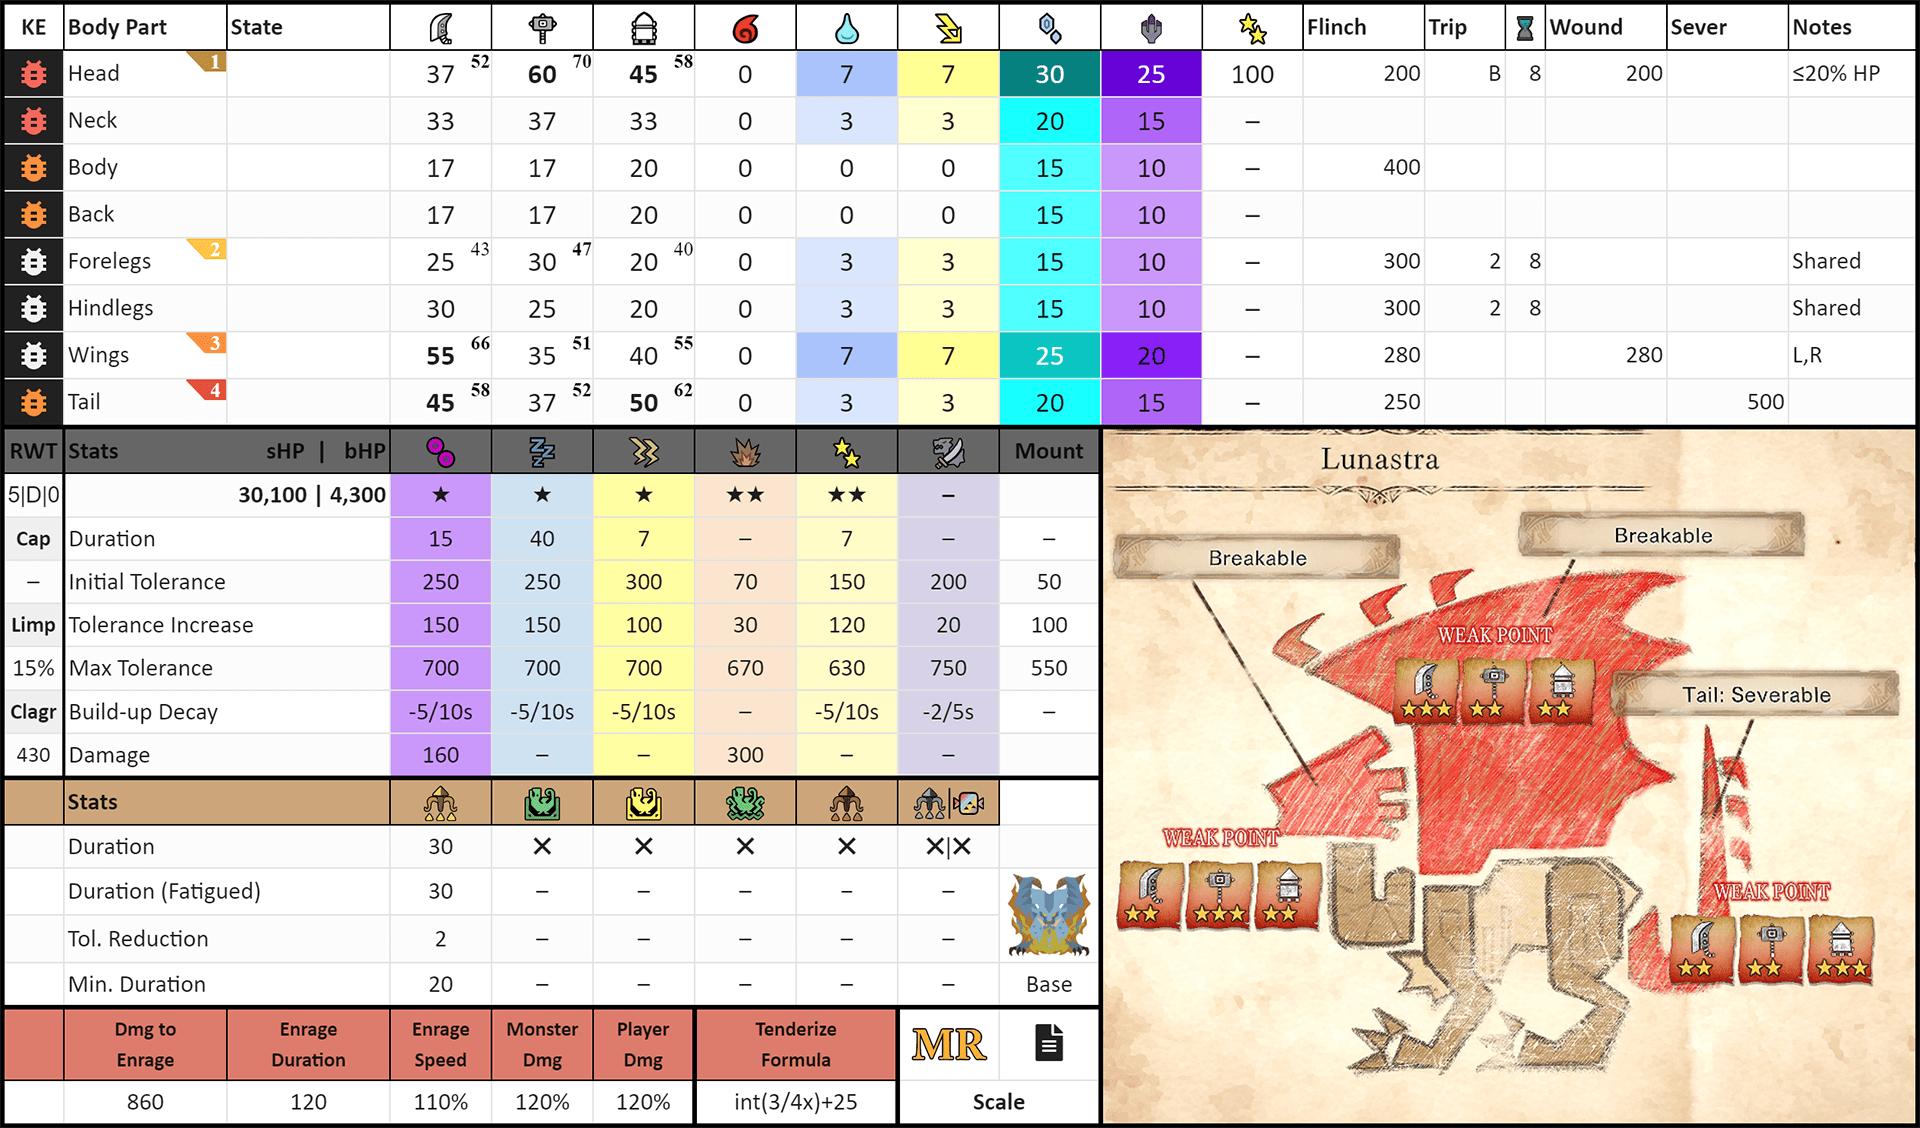 KE Body Part State Flinch Trip Wound Sever Notes
Head 1 37 52 60 70 45 58 0 7 7 30 25 100 200 B 8 200 ≤20% HP
Neck 33 37 33 0 3 3 20 15 –
Body 17 17 20 0 0 0 15 10 – 400
Back 17 17 20 0 0 0 15 10 –
Forelegs 2 25 43 30 47 20 40 0 3 3 15 10 – 300 2 8 Shared
Hindlegs 30 25 20 0 3 3 15 10 – 300 2 8 Shared
Wings 3 55 66 35 51 40 55 0 7 7 25 20 – 280 280 L,R
Tail 4 45 58 37 52 50 62 0 3 3 20 15 – 250 500
RWT Stats sHP | bHP Mount
5|D|0 30,100 | 4,300 ★ ★ ★ ★★ ★★ –
Cap Duration 15 40 7 – 7 – –
– Initial Tolerance 250 250 300 70 150 200 50
Limp Tolerance Increase 150 150 100 30 120 20 100
15% Max Tolerance 700 700 700 670 630 750 550
Clagr Build-up Decay -5/10s -5/10s -5/10s – -5/10s -2/5s –
430 Damage 160 – – 300 – –
Stats
Duration 30 ✕ ✕ ✕ ✕ ✕|✕
Duration (Fatigued) 30 – – – – –
Tol. Reduction 2 – – – – –
Min. Duration 20 – – – – – Base
Dmg to Enrage Enrage Monster Player Tenderize
Enrage Duration Speed Dmg Dmg Formula
MR
860 120 110% 120% 120% int(3/4x)+25 Scale
Lunastra
Breakable
Breakable
WEAK POINT
Tail: Severable
WEAK POINT
WEAK POINT